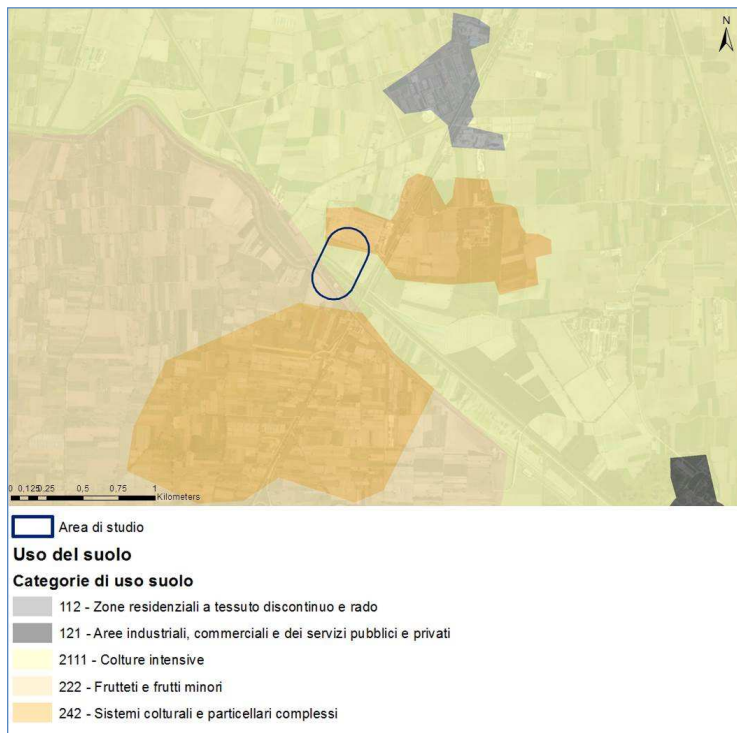 N
0 0,125 0,25 0,5 0,75 1
Kilometers
Area di studio
Uso del suolo
Categorie di uso suolo
112 - Zone residenziali a tessuto discontinuo e rado
121 - Aree industriali, commerciali e dei servizi pubblici e privati
2111 - Colture intensive
222 - Frutteti e frutti minori
242 - Sistemi colturali e particellari complessi